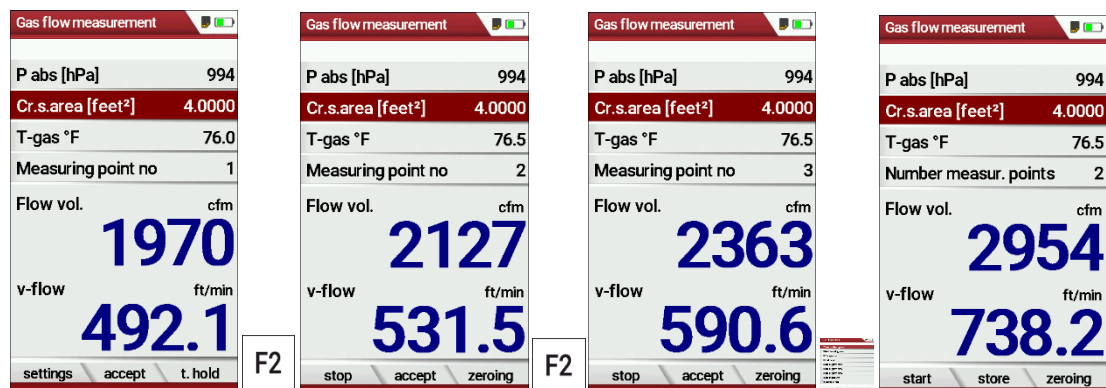 Gas flow measurement
P abs [hPa] 994
Cr.s.area [feet²] 4.0000
T-gas °F 76.0
Measuring point no 1
Flow vol. cfm
1970
v-flow ft/min
492.1
settings accept t. hold
F2
Gas flow measurement
P abs [hPa] 994
Cr.s.area [feet²] 4.0000
T-gas °F 76.5
Measuring point no 2
Flow vol. cfm
2127
v-flow ft/min
531.5
stop accept zeroing
F2
Gas flow measurement
P abs [hPa] 994
Cr.s.area [feet²] 4.0000
T-gas °F 76.5
Measuring point no 3
Flow vol. cfm
2363
v-flow ft/min
590.6
stop accept zeroing
Gas flow measurement
P abs [hPa] 994
Cr.s.area [feet²] 4.0000
T-gas °F 76.5
Number measur. points 2
Flow vol. cfm
2954
v-flow ft/min
738.2
start store zeroing